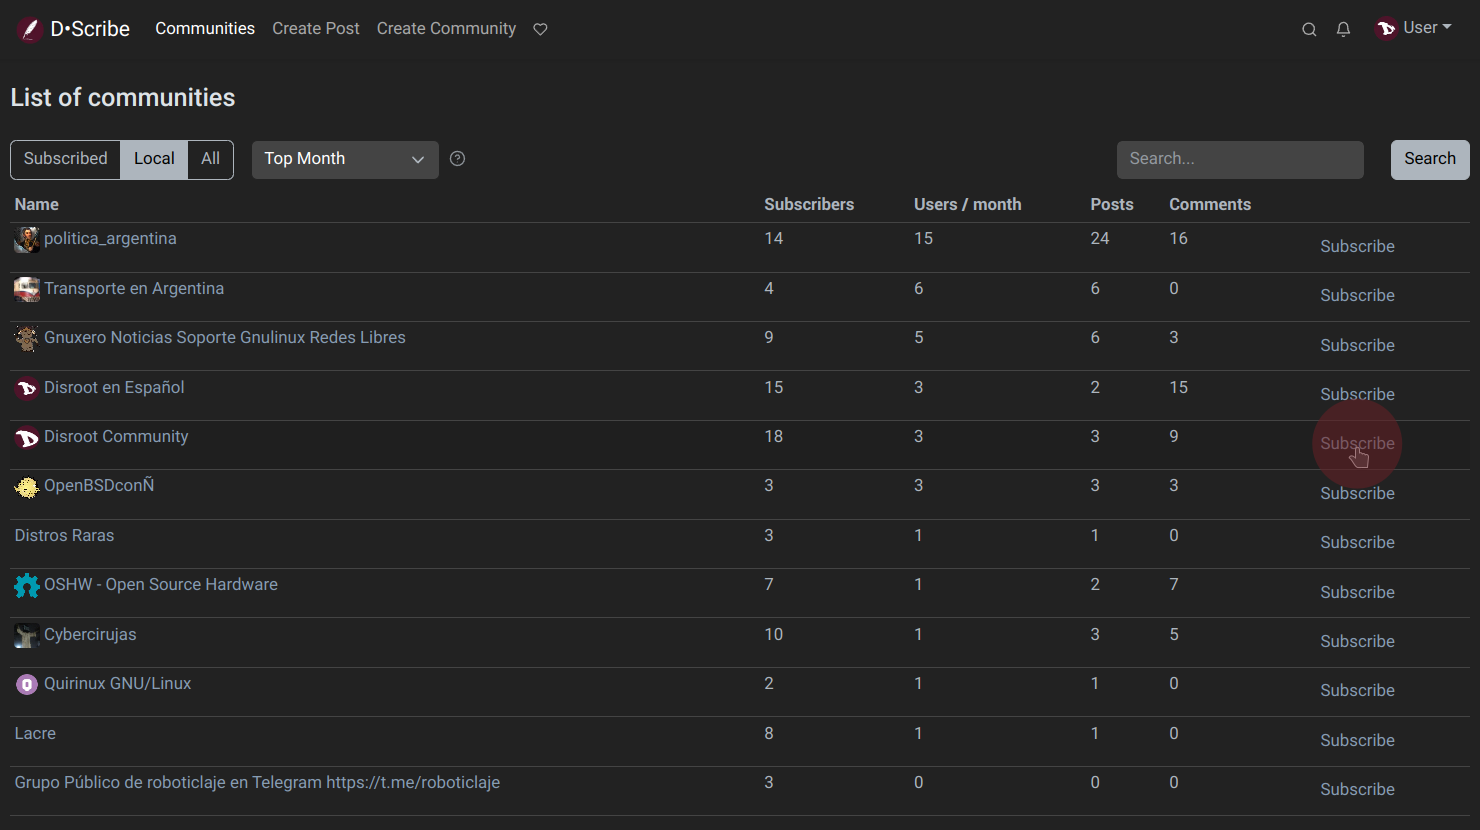 D•Scribe Communities Create Post Create Community User
List of communities
Subscribed Local All Top Month Search... Search
Name Subscribers Users / month Posts Comments
politica_argentina 14 15 24 16 Subscribe
Transporte en Argentina 4 6 6 0 Subscribe
Gnuxero Noticias Soporte Gnulinux Redes Libres 9 5 6 3 Subscribe
Disroot en Español 15 3 2 15 Subscribe
Disroot Community 18 3 3 9 Subscribe
OpenBSDconÑ 3 3 3 3 Subscribe
Distros Raras 3 1 1 0 Subscribe
OSHW - Open Source Hardware 7 1 2 7 Subscribe
Cybercirujas 10 1 3 5 Subscribe
Quirinux GNU/Linux 2 1 1 0 Subscribe
Lacre 8 1 1 0 Subscribe
Grupo Público de roboticlaje en Telegram https://t.me/roboticlaje 3 0 0 0 Subscribe